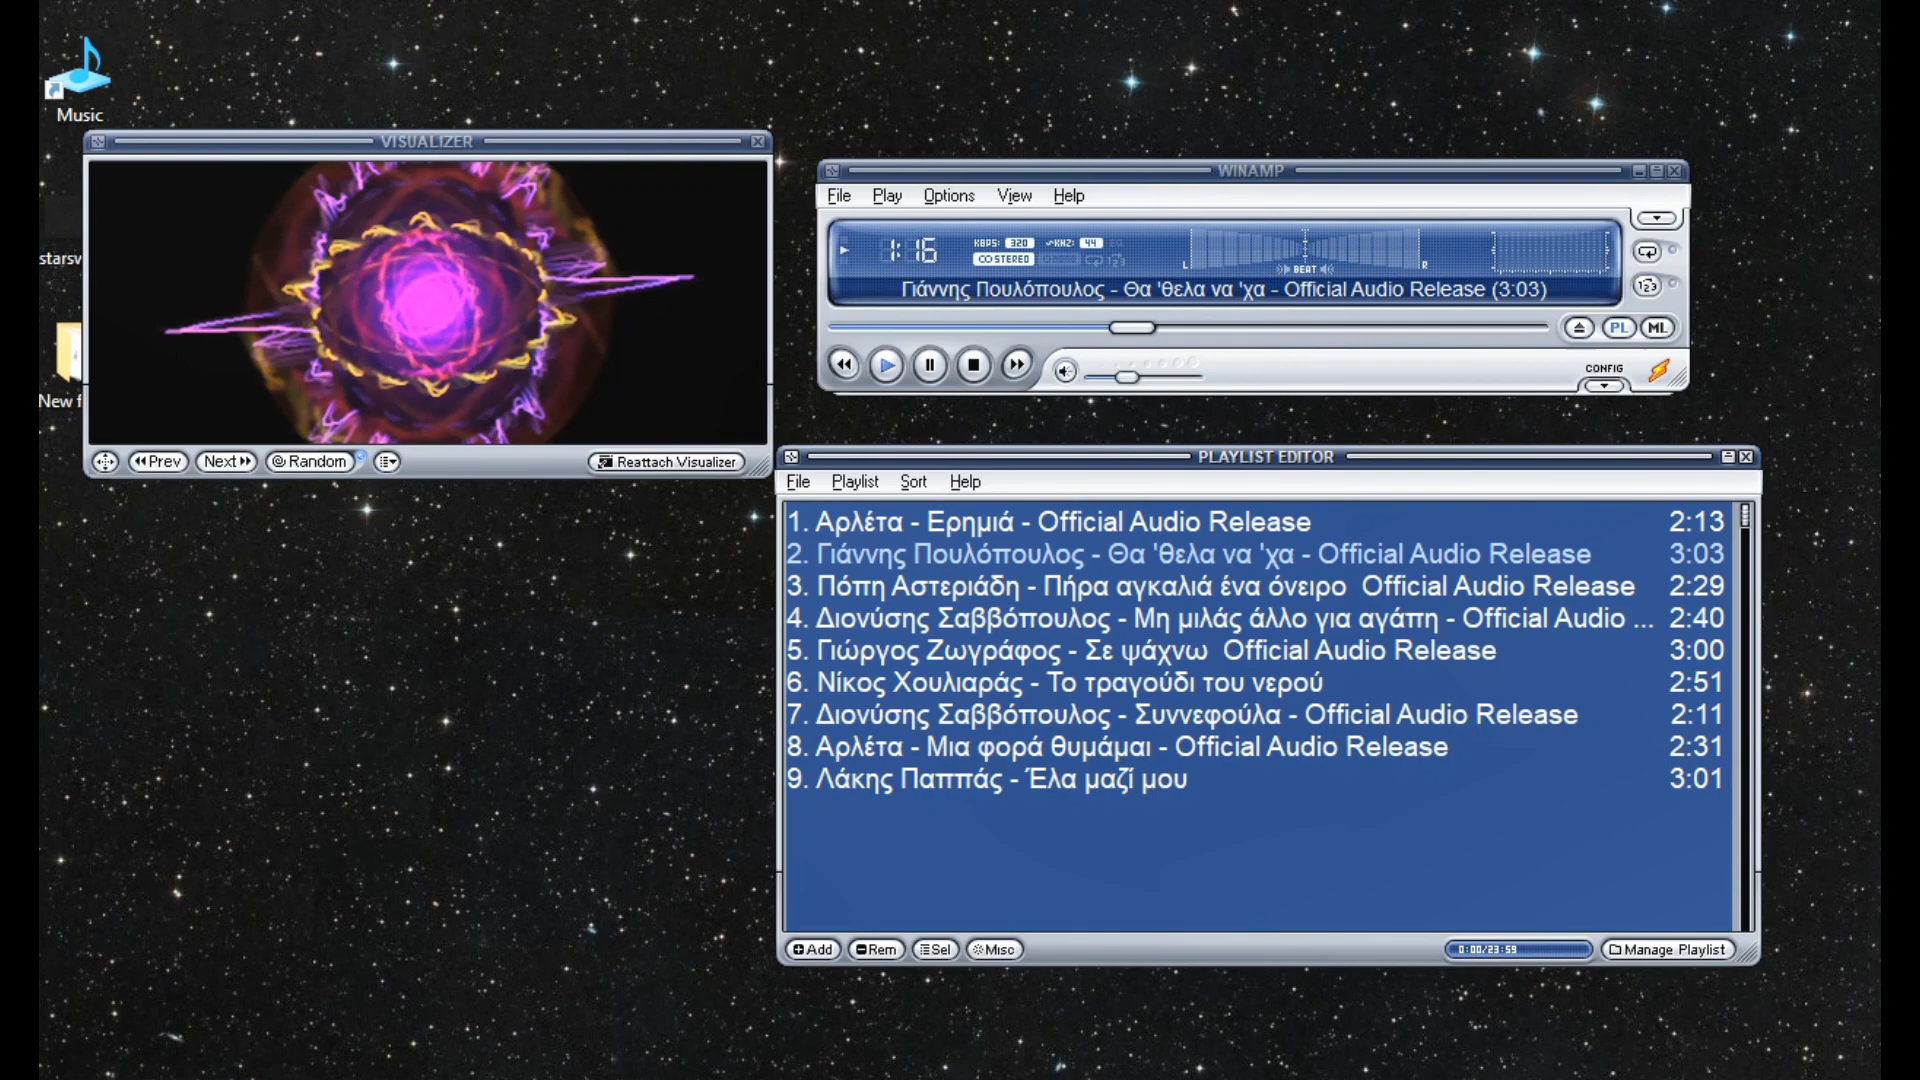 Music
starsw
New f
VISUALIZER
Prev
Next
Random
Reattach Visualizer
WINAMP
File Play Options View Help
1:16
KBPS: 320 KHZ: 44 EQ
STEREO
L R
BEAT
Γιάννης Πουλόπουλος - Θα 'θελα να 'χα - Official Audio Release (3:03)
PL ML
CONFIG
PLAYLIST EDITOR
File Playlist Sort Help
1. Αρλέτα - Ερημιά - Official Audio Release 2:13
2. Γιάννης Πουλόπουλος - Θα 'θελα να 'χα - Official Audio Release 3:03
3. Πόπη Αστεριάδη - Πήρα αγκαλιά ένα όνειρο  Official Audio Release 2:29
4. Διονύσης Σαββόπουλος - Μη μιλάς άλλο για αγάπη - Official Audio ... 2:40
5. Γιώργος Ζωγράφος - Σε ψάχνω  Official Audio Release 3:00
6. Νίκος Χουλιαράς - Το τραγούδι του νερού 2:51
7. Διονύσης Σαββόπουλος - Συννεφούλα - Official Audio Release 2:11
8. Αρλέτα - Μια φορά θυμάμαι - Official Audio Release 2:31
9. Λάκης Παππάς - Έλα μαζί μου 3:01
Add Rem Sel Misc 0:00/23:59 Manage Playlist